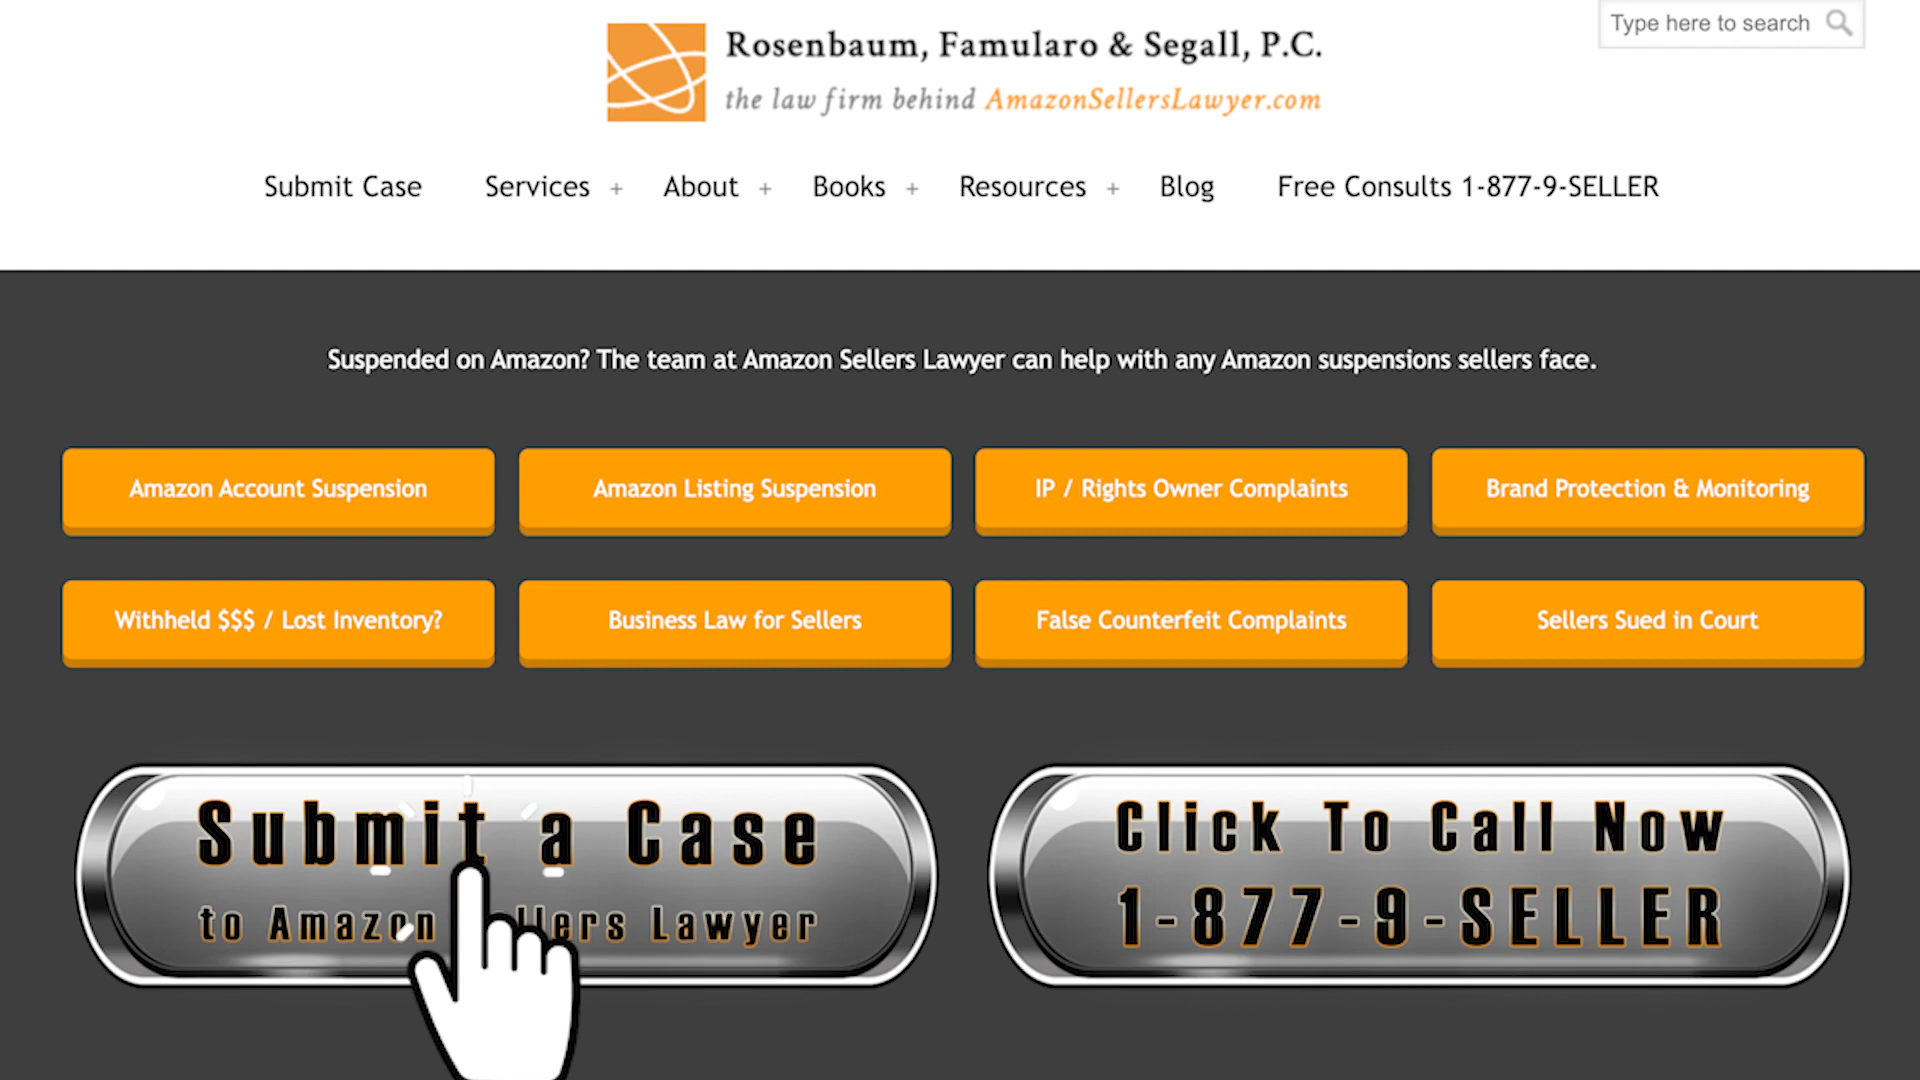 Rosenbaum, Famularo & Segall, P.C.
the law firm behind AmazonSellersLawyer.com
Type here to search
Submit Case Services + About + Books + Resources + Blog Free Consults 1-877-9-SELLER
Suspended on Amazon? The team at Amazon Sellers Lawyer can help with any Amazon suspensions sellers face.
Amazon Account Suspension
Amazon Listing Suspension
IP / Rights Owner Complaints
Brand Protection & Monitoring
Withheld $$$ / Lost Inventory?
Business Law for Sellers
False Counterfeit Complaints
Sellers Sued in Court
Submit a Case
to Amazon Sellers Lawyer
Click To Call Now
1-877-9-SELLER